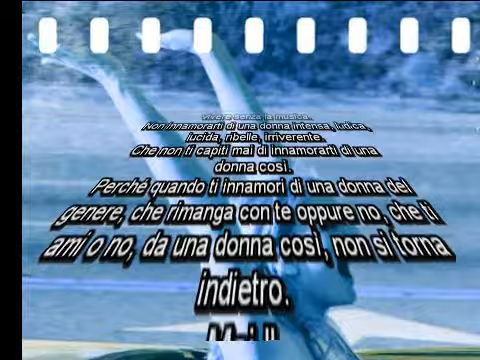 vivere senza la musica.
Non innamorarti di una donna intensa, ludica,
lucida, ribelle, irriverente.
Che non ti capiti mai di innamorarti di una
donna così.
Perché quando ti innamori di una donna del
genere, che rimanga con te oppure no, che ti
ami o no, da una donna così, non si torna
indietro.